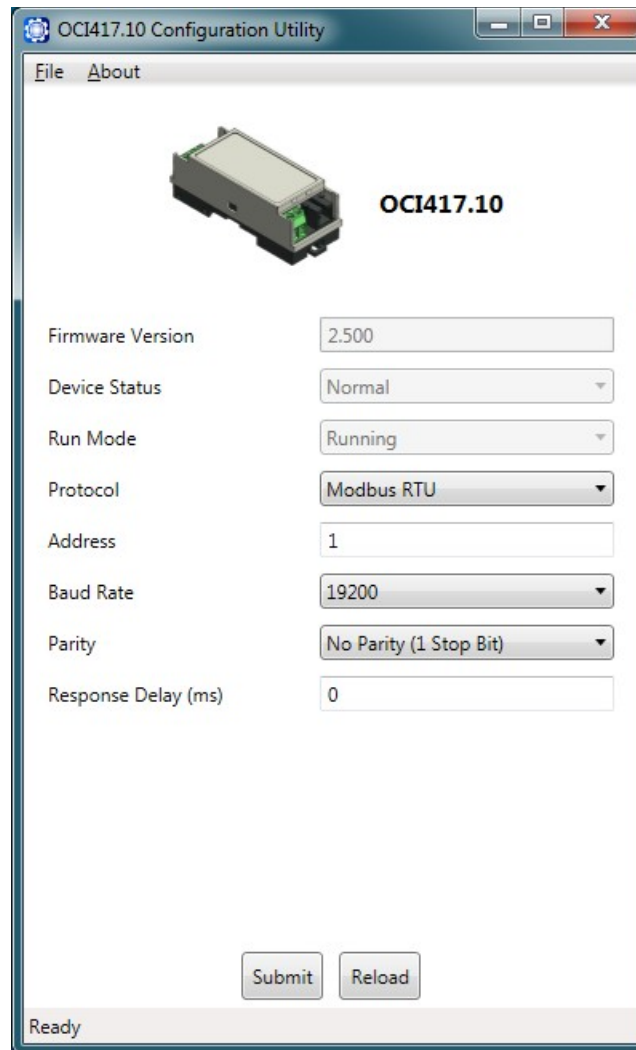 OCI417.10 Configuration Utility
File About
OCI417.10
Firmware Version 2.500
Device Status Normal
Run Mode Running
Protocol Modbus RTU
Address 1
Baud Rate 19200
Parity No Parity (1 Stop Bit)
Response Delay (ms) 0
Submit Reload
Ready